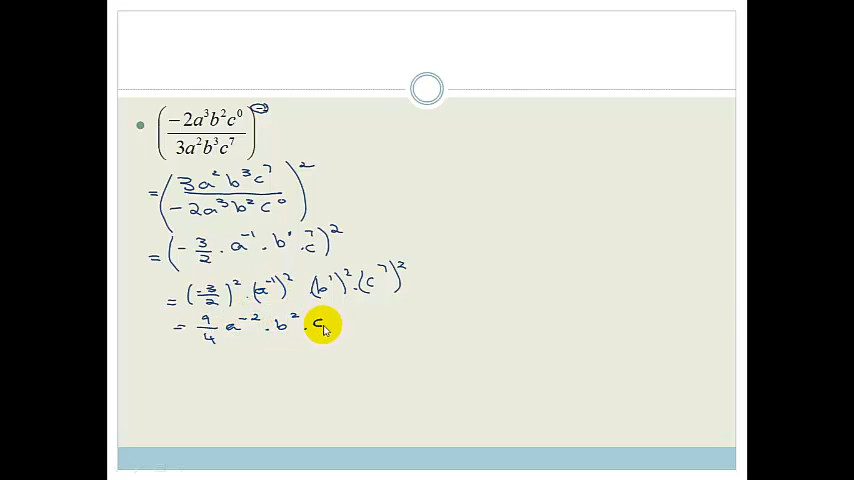 (-2a³b²c⁰ / 3a²b³c⁷)⁻²
= (3a²b³c⁷ / -2a³b²c⁰)²
= (-3/2 · a⁻¹ · b¹ · c⁷)²
= (-3/2)² · (a⁻¹)² · (b¹)² · (c⁷)²
= 9/4 a⁻² · b² · c